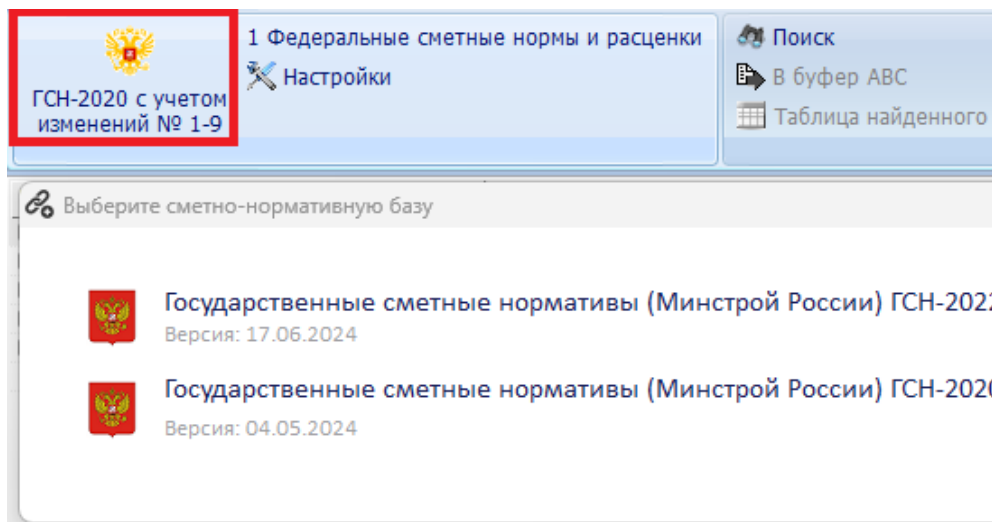 1 Федеральные сметные нормы и расценки
Настройки
ГСН-2020 с учетом
изменений № 1-9
Поиск
В буфер АВС
Таблица найденного
Выберите сметно-нормативную базу
Государственные сметные нормативы (Минстрой России) ГСН-2022
Версия: 17.06.2024
Государственные сметные нормативы (Минстрой России) ГСН-2020
Версия: 04.05.2024